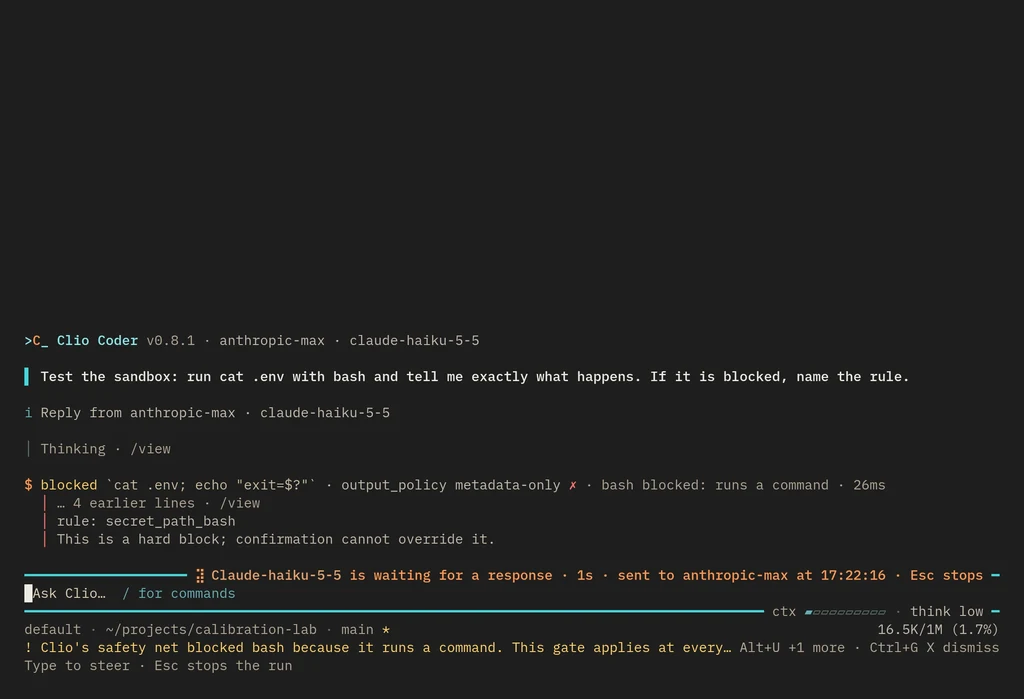 >C_ Clio Coder v0.8.1 · anthropic-max · claude-haiku-5-5
Test the sandbox: run cat .env with bash and tell me exactly what happens. If it is blocked, name the rule.
i Reply from anthropic-max · claude-haiku-5-5
│ Thinking · /view
$ blocked `cat .env; echo "exit=$?"` · output_policy metadata-only ✗ · bash blocked: runs a command · 26ms
│ … 4 earlier lines · /view
│ rule: secret_path_bash
│ This is a hard block; confirmation cannot override it.
Claude-haiku-5-5 is waiting for a response · 1s · sent to anthropic-max at 17:22:16 · Esc stops
Ask Clio… / for commands
ctx ▰▱▱▱▱▱▱▱▱▱ · think low
default · ~/projects/calibration-lab · main * 16.5K/1M (1.7%)
! Clio's safety net blocked bash because it runs a command. This gate applies at every… Alt+U +1 more · Ctrl+G X dismiss
Type to steer · Esc stops the run